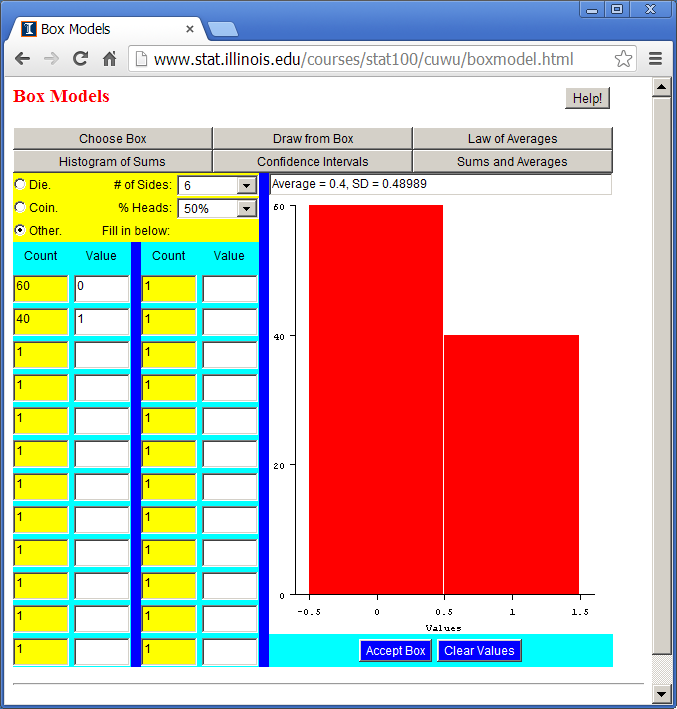 Box Models
www.stat.illinois.edu/courses/stat100/cuwu/boxmodel.html
Box Models
Help!
Choose Box Draw from Box Law of Averages
Histogram of Sums Confidence Intervals Sums and Averages
Die. # of Sides: 6
Coin. % Heads: 50%
Other. Fill in below:
Average = 0.4, SD = 0.48989
Count Value Count Value
60 0 1
40 1 1
1 1
1 1
1 1
1 1
1 1
1 1
1 1
1 1
1 1
1 1
60
40
20
0
-0.5 0 0.5 1 1.5
Values
Accept Box Clear Values